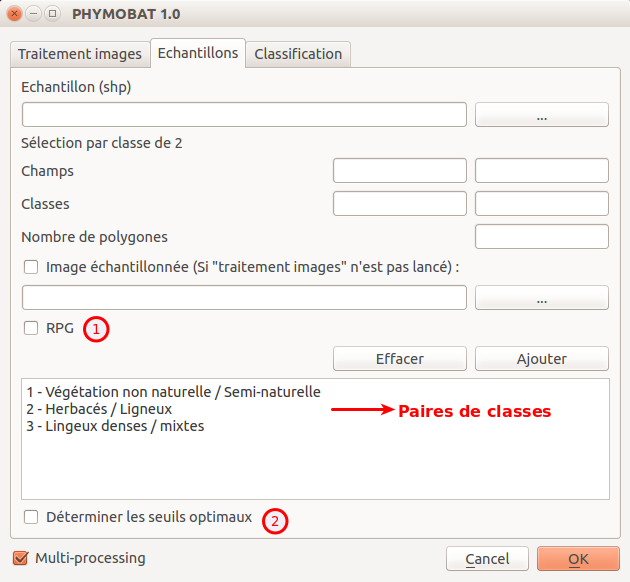 PHYMOBAT 1.0
Traitement images Echantillons Classification
Echantillon (shp)
...
Sélection par classe de 2
Champs
Classes
Nombre de polygones
Image échantillonnée (Si "traitement images" n'est pas lancé) :
...
RPG 1
Effacer Ajouter
1 - Végétation non naturelle / Semi-naturelle
2 - Herbacés / Ligneux
Paires de classes
3 - Lingeux denses / mixtes
Déterminer les seuils optimaux 2
Multi-processing
Cancel OK